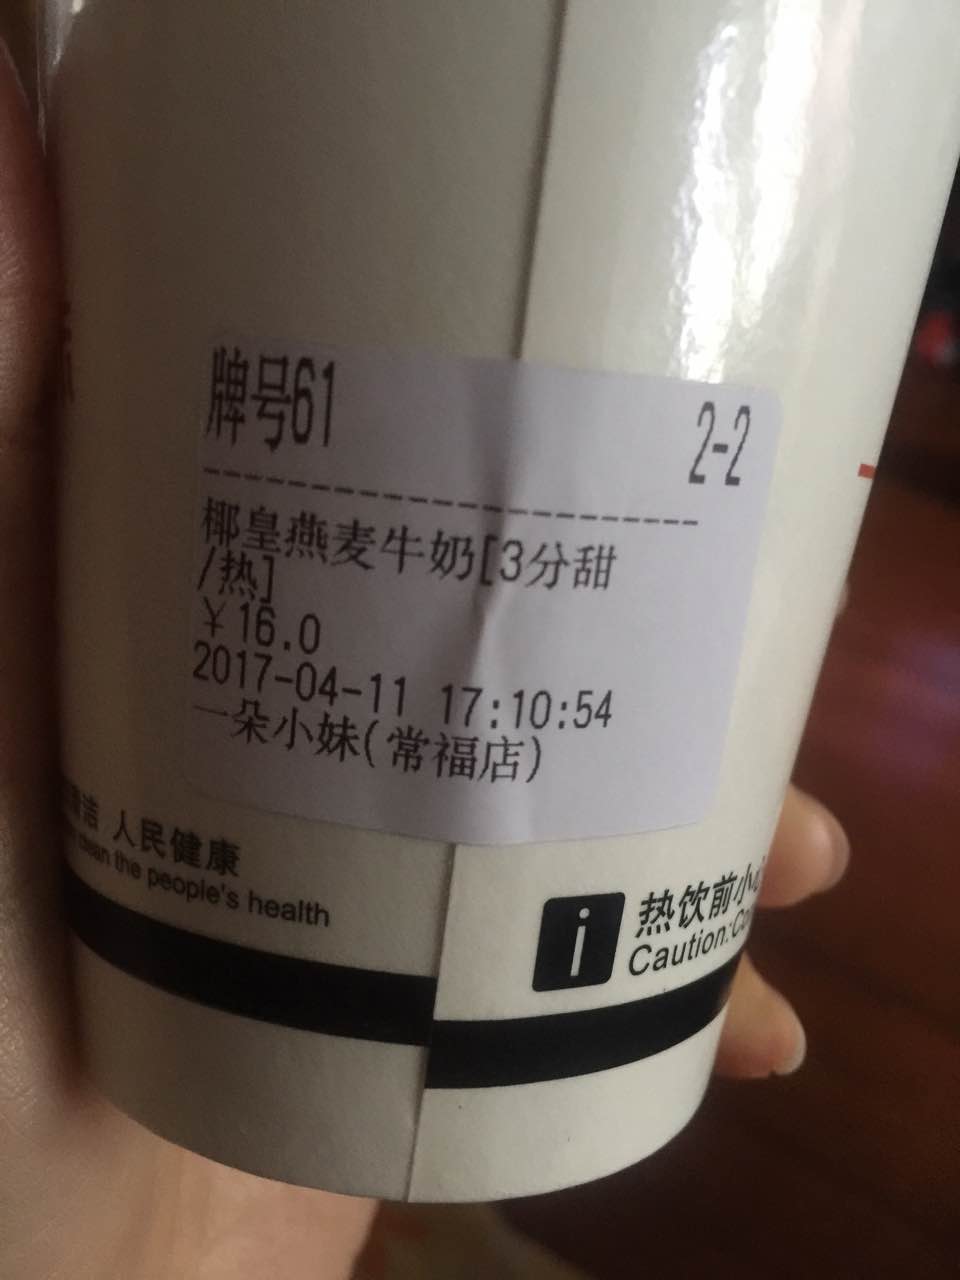 牌号61 2-2
椰皇燕麦牛奶[3分甜
/热]
￥16.0
2017-04-11 17:10:54
一朵小妹(常福店)
洁 人民健康
the people's health
i 热饮前小
Caution: